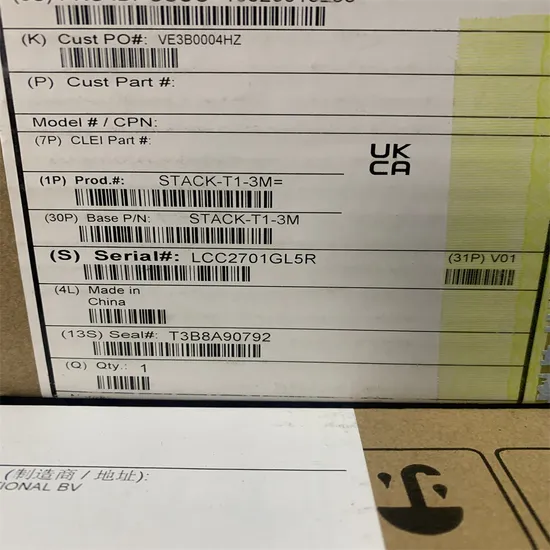 (K) Cust PO#: VE3B0004HZ
(P) Cust Part #:
Model # / CPN:
(7P) CLEI Part #:
UK
CA
(1P) Prod.#: STACK-T1-3M=
(30P) Base P/N: STACK-T1-3M
(S) Serial#: LCC2701GL5R
(31P) V01
(4L) Made in
China
(13S) Seal#: T3B8A90792
(Q) Qty.: 1
(制造商 / 地址):
IONAL BV